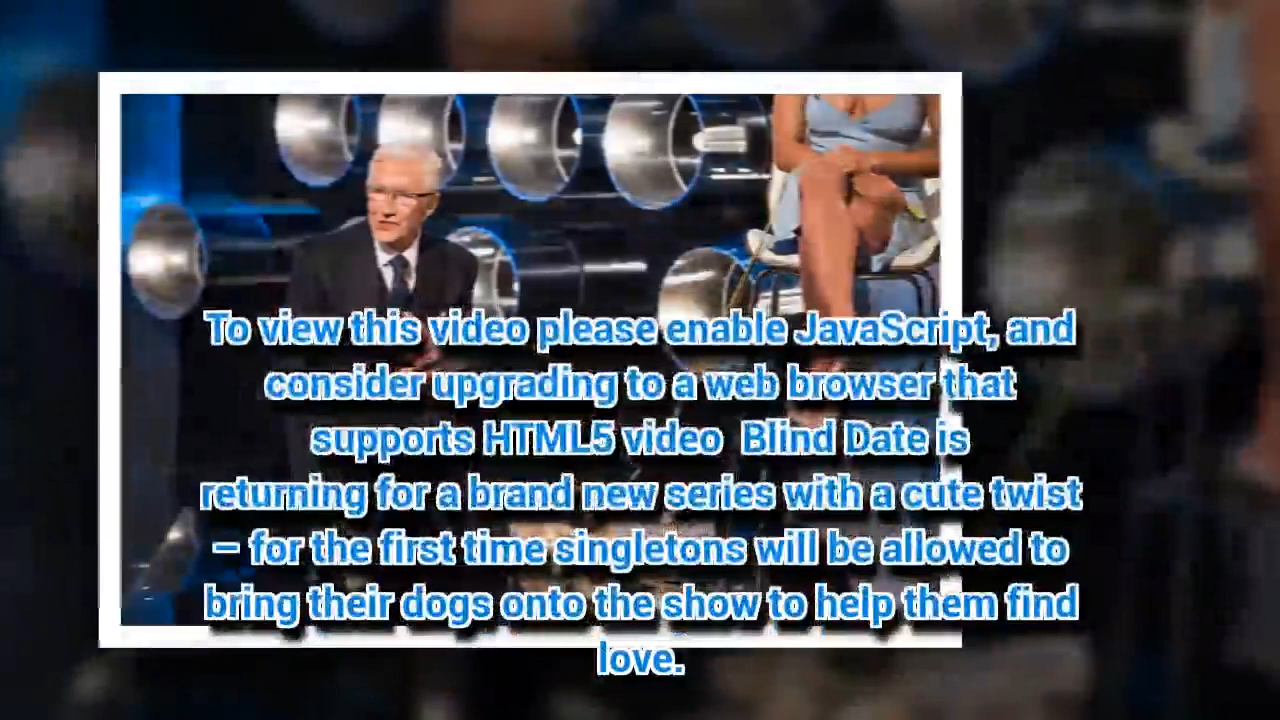 To view this video please enable JavaScript, and
consider upgrading to a web browser that
supports HTML5 video  Blind Date is
returning for a brand new series with a cute twist
– for the first time singletons will be allowed to
bring their dogs onto the show to help them find
love.